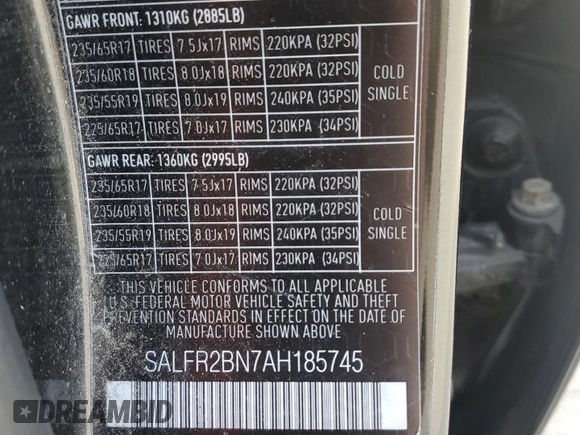 GAWR FRONT: 1310KG (2885LB)
235/65R17 TIRES 7.5Jx17 RIMS 220KPA (32PSI)
235/60R18 TIRES 8.0Jx18 RIMS 220KPA (32PSI) COLD
235/55R19 TIRES 8.0Jx19 RIMS 240KPA (35PSI) SINGLE
225/65R17 TIRES 7.0Jx17 RIMS 230KPA (34PSI)
GAWR REAR: 1360KG (2995LB)
235/65R17 TIRES 7.5Jx17 RIMS 220KPA (32PSI)
235/60R18 TIRES 8.0Jx18 RIMS 220KPA (32PSI) COLD
235/55R19 TIRES 8.0Jx19 RIMS 240KPA (35PSI) SINGLE
225/65R17 TIRES 7.0Jx17 RIMS 230KPA (34PSI)
THIS VEHICLE CONFORMS TO ALL APPLICABLE
U.S. FEDERAL MOTOR VEHICLE SAFETY AND THEFT
PREVENTION STANDARDS IN EFFECT ON THE DATE OF
MANUFACTURE SHOWN ABOVE
SALFR2BN7AH185745
DREAMBID